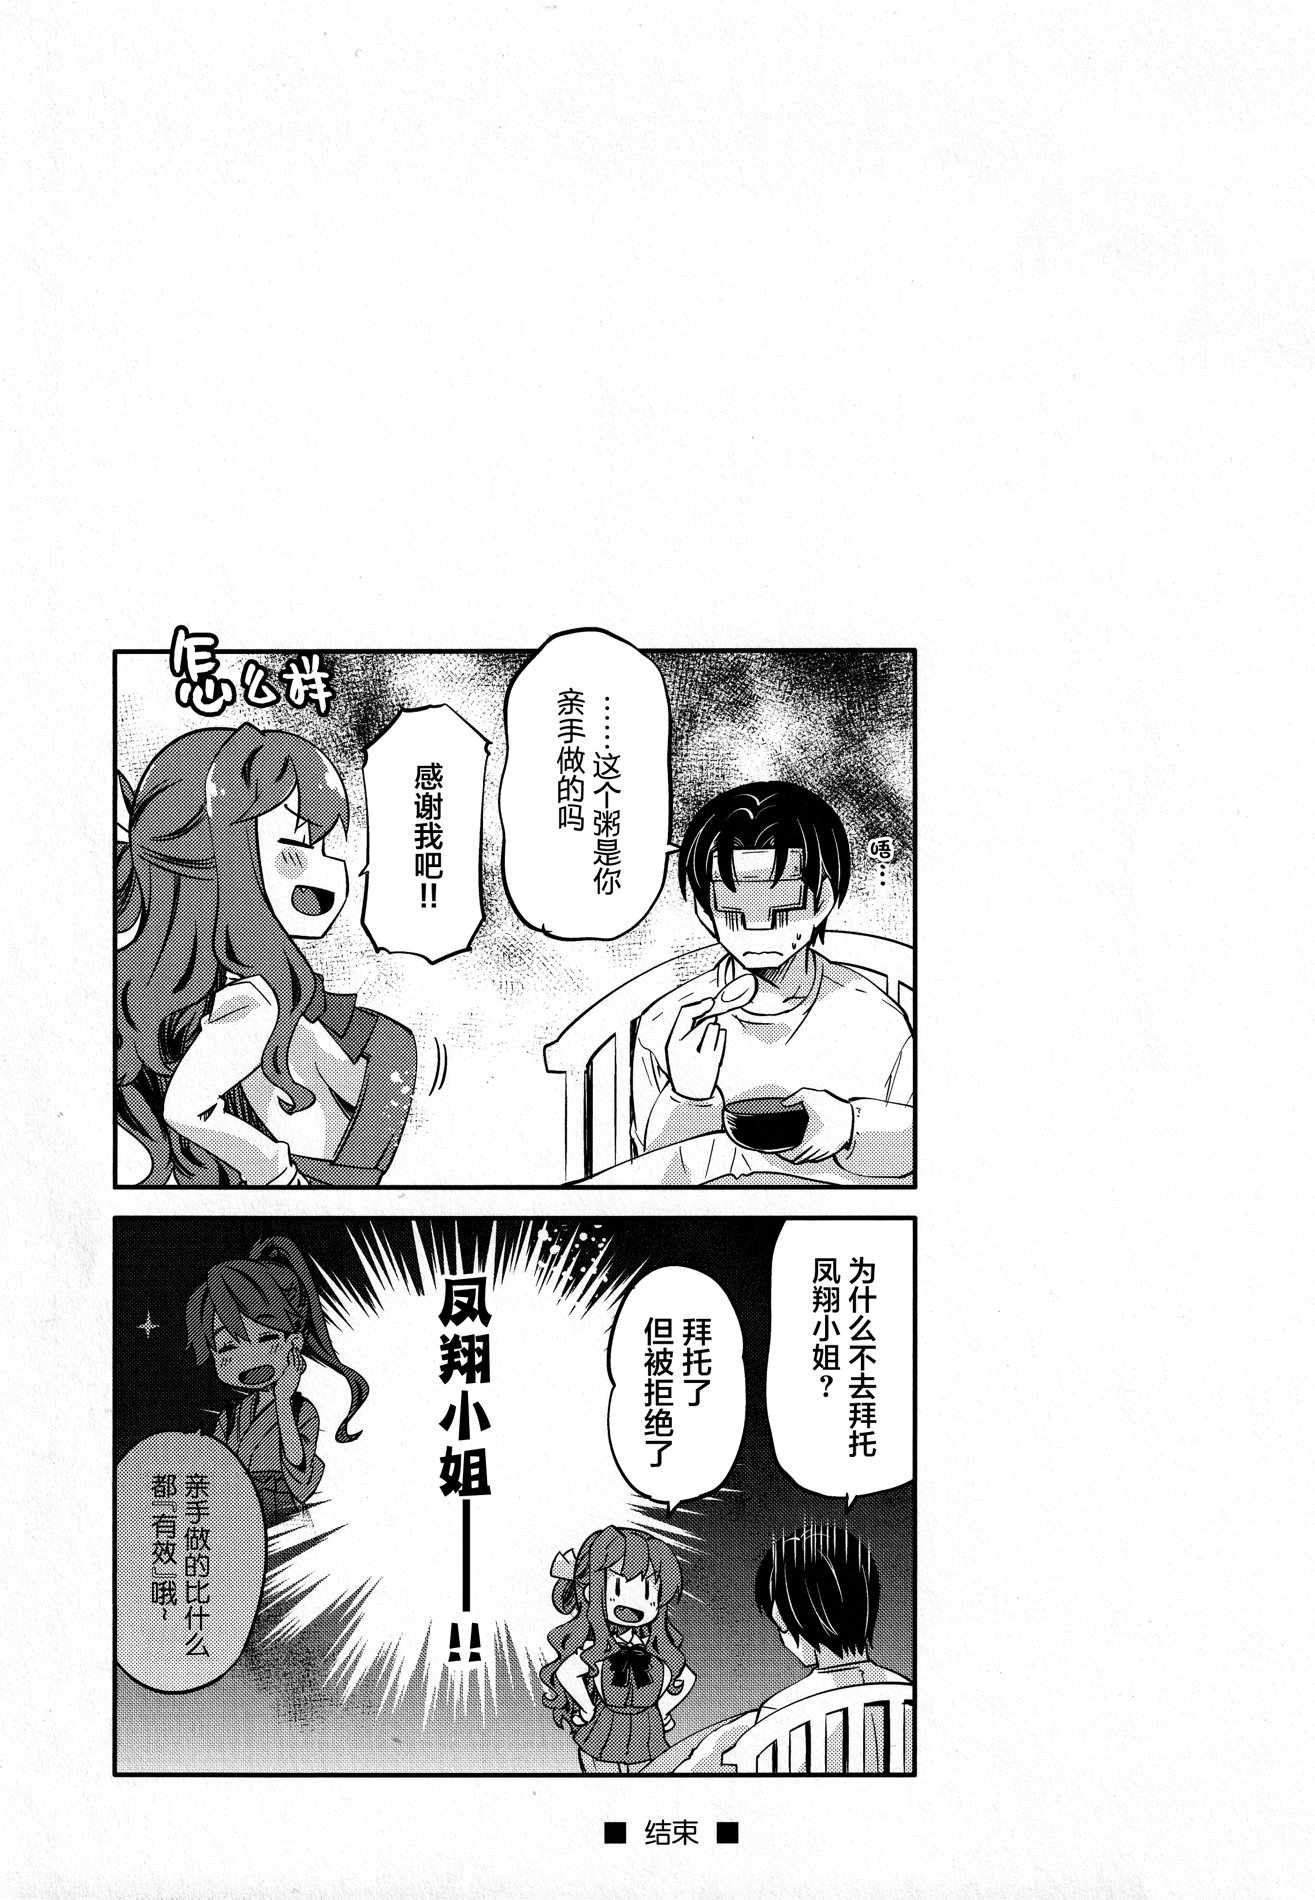 唔…
……这个粥是你
亲手做的吗
感谢我吧!!
怎么样
为什么不去拜托
凤翔小姐?
拜托了
但被拒绝了
凤翔小姐——!!
亲手做的比什么
都『有效』哦~
■ 结束 ■